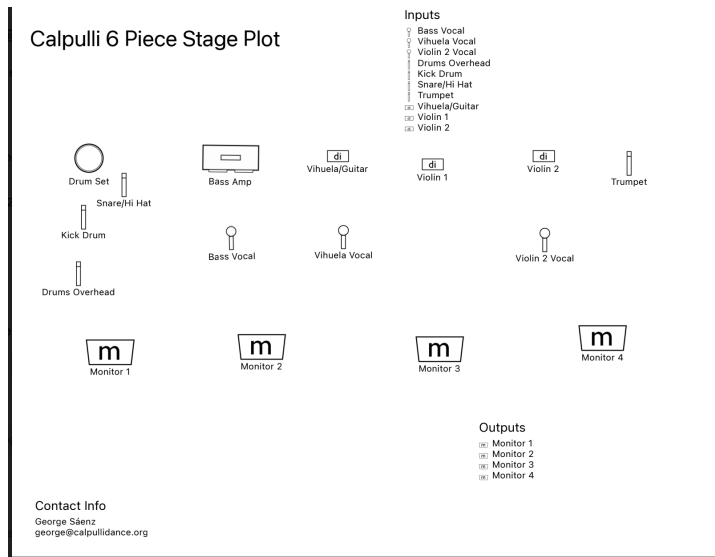 Calpulli 6 Piece Stage Plot
Inputs
Bass Vocal
Vihuela Vocal
Violin 2 Vocal
Drums Overhead
Kick Drum
Snare/Hi Hat
Trumpet
di Vihuela/Guitar
di Violin 1
di Violin 2
Drum Set
Snare/Hi Hat
Kick Drum
Drums Overhead
Bass Amp
di
Vihuela/Guitar
di
Violin 1
di
Violin 2
Trumpet
Bass Vocal
Vihuela Vocal
Violin 2 Vocal
m
Monitor 1
m
Monitor 2
m
Monitor 3
m
Monitor 4
Outputs
m Monitor 1
m Monitor 2
m Monitor 3
m Monitor 4
Contact Info
George Sáenz
george@calpullidance.org